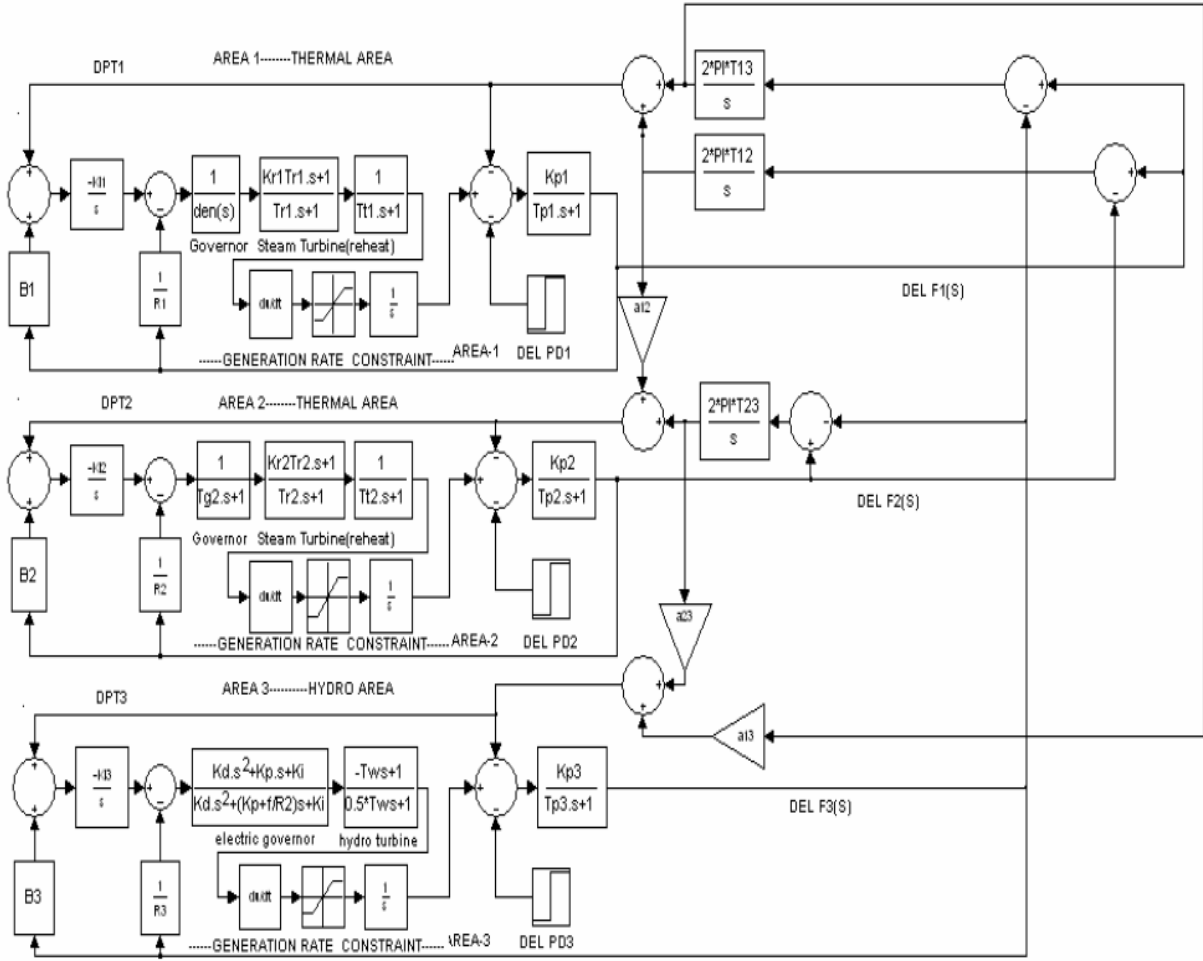 AREA 1-------THERMAL AREA
DPT1
2*PI*T13
s
2*PI*T12
s
-KI1
s
1
den(s)
Kr1Tr1.s+1
Tr1.s+1
1
Tt1.s+1
Kp1
Tp1.s+1
Governor Steam Turbine(reheat)
B1
1
R1
du/dt
1
s
DEL F1(S)
a12
------GENERATION RATE CONSTRAINT----- AREA-1
DEL PD1
DPT2
AREA 2-------THERMAL AREA
2*PI*T23
s
-KI2
s
1
Tg2.s+1
Kr2Tr2.s+1
Tr2.s+1
1
Tt2.s+1
Kp2
Tp2.s+1
DEL F2(S)
Governor Steam Turbine(reheat)
B2
1
R2
du/dt
1
s
a23
------GENERATION RATE CONSTRAINT------ AREA-2
DEL PD2
AREA 3---------HYDRO AREA
DPT3
a13
-KI3
s
Kd.s2+Kp.s+Ki
Kd.s2+(Kp+f/R2)s+Ki
-Tws+1
0.5*Tws+1
Kp3
Tp3.s+1
DEL F3(S)
electric governor hydro turbine
B3
1
R3
du/dt
1
s
------GENERATION RATE CONSTRAINT------ AREA-3
DEL PD3